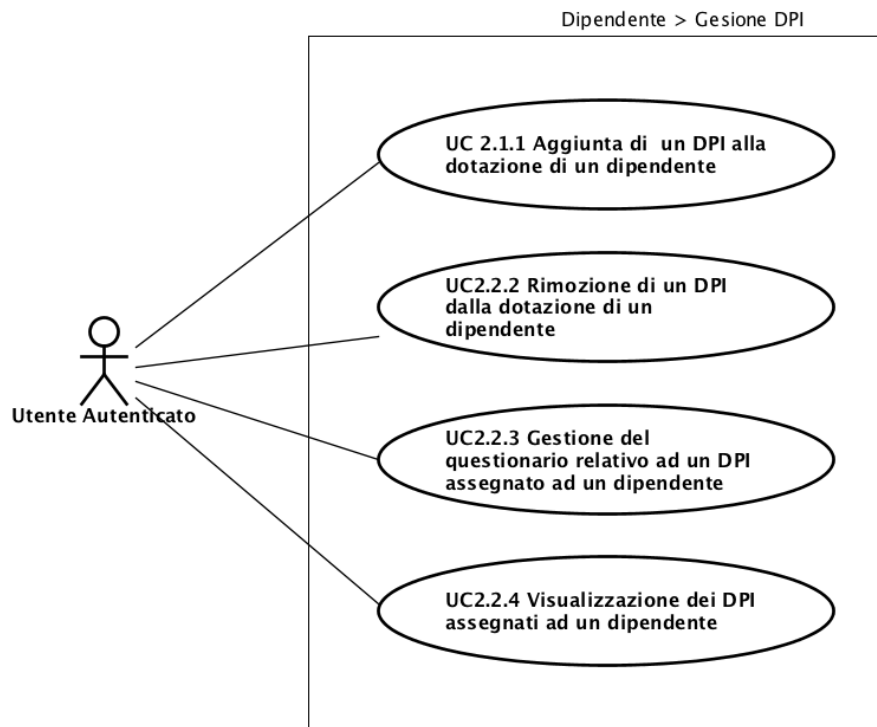 Dipendente > Gesione DPI
UC 2.1.1 Aggiunta di un DPI alla
dotazione di un dipendente
UC2.2.2 Rimozione di un DPI
dalla dotazione di un
dipendente
Utente Autenticato
UC2.2.3 Gestione del
questionario relativo ad un DPI
assegnato ad un dipendente
UC2.2.4 Visualizzazione dei DPI
assegnati ad un dipendente